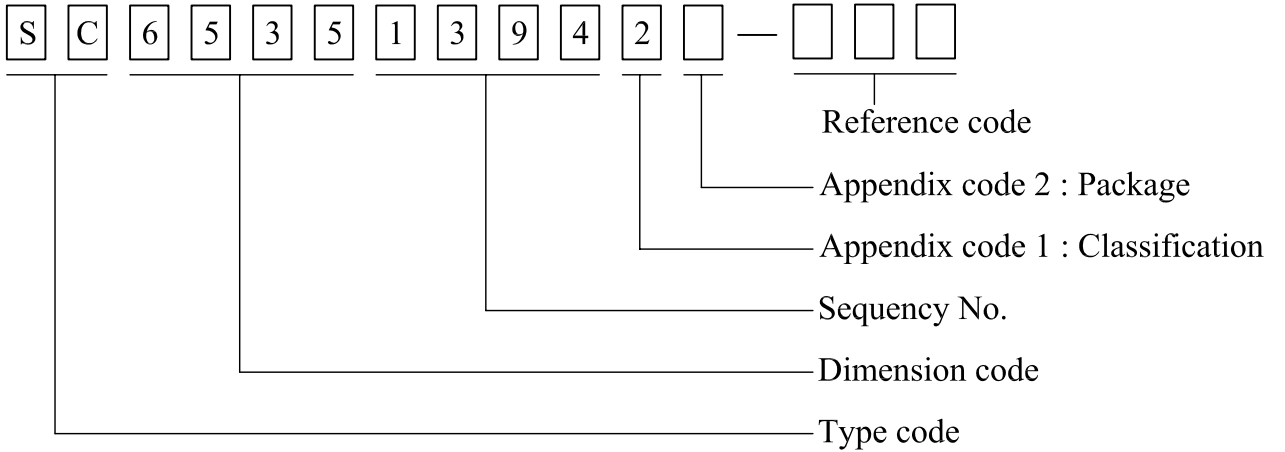 S C 6 5 3 5 1 3 9 4 2 —
Reference code
Appendix code 2 : Package
Appendix code 1 : Classification
Sequency No.
Dimension code
Type code